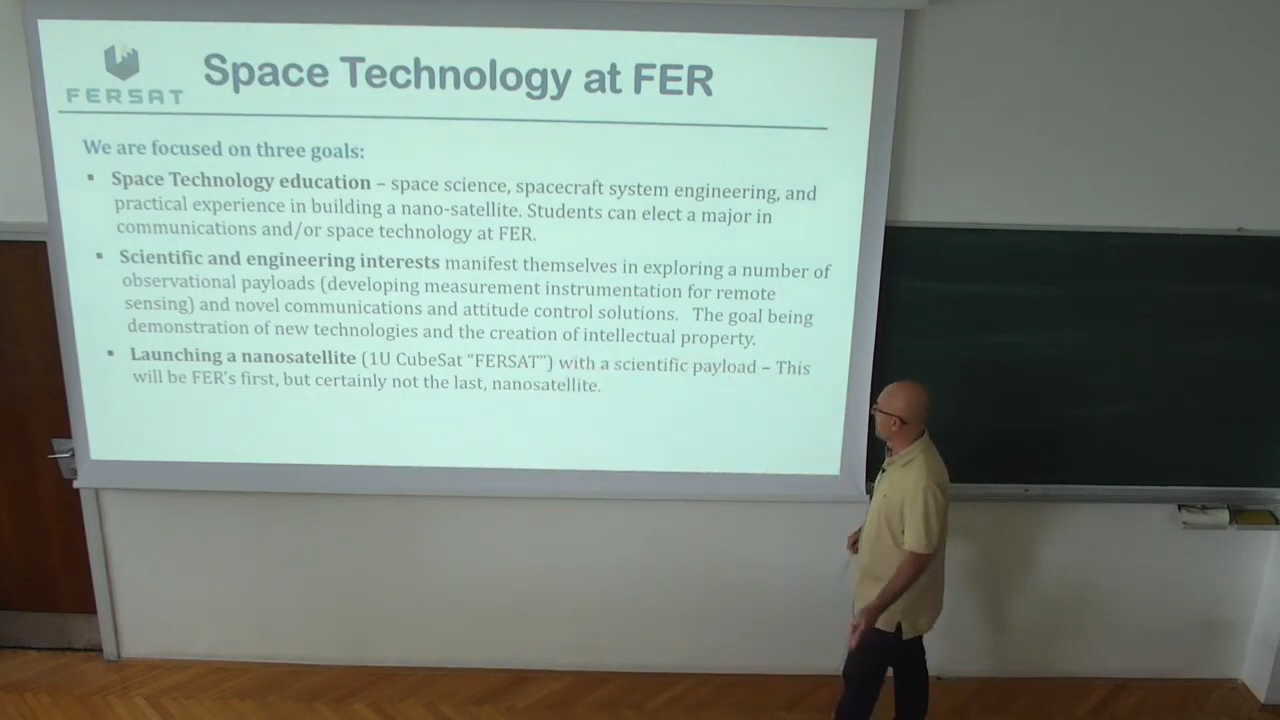 FERSAT
Space Technology at FER
We are focused on three goals:
▪ Space Technology education – space science, spacecraft system engineering, and
practical experience in building a nano-satellite. Students can elect a major in
communications and/or space technology at FER.
▪ Scientific and engineering interests manifest themselves in exploring a number of
observational payloads (developing measurement instrumentation for remote
sensing) and novel communications and attitude control solutions. The goal being
demonstration of new technologies and the creation of intellectual property.
▪ Launching a nanosatellite (1U CubeSat “FERSAT”) with a scientific payload – This
will be FER’s first, but certainly not the last, nanosatellite.